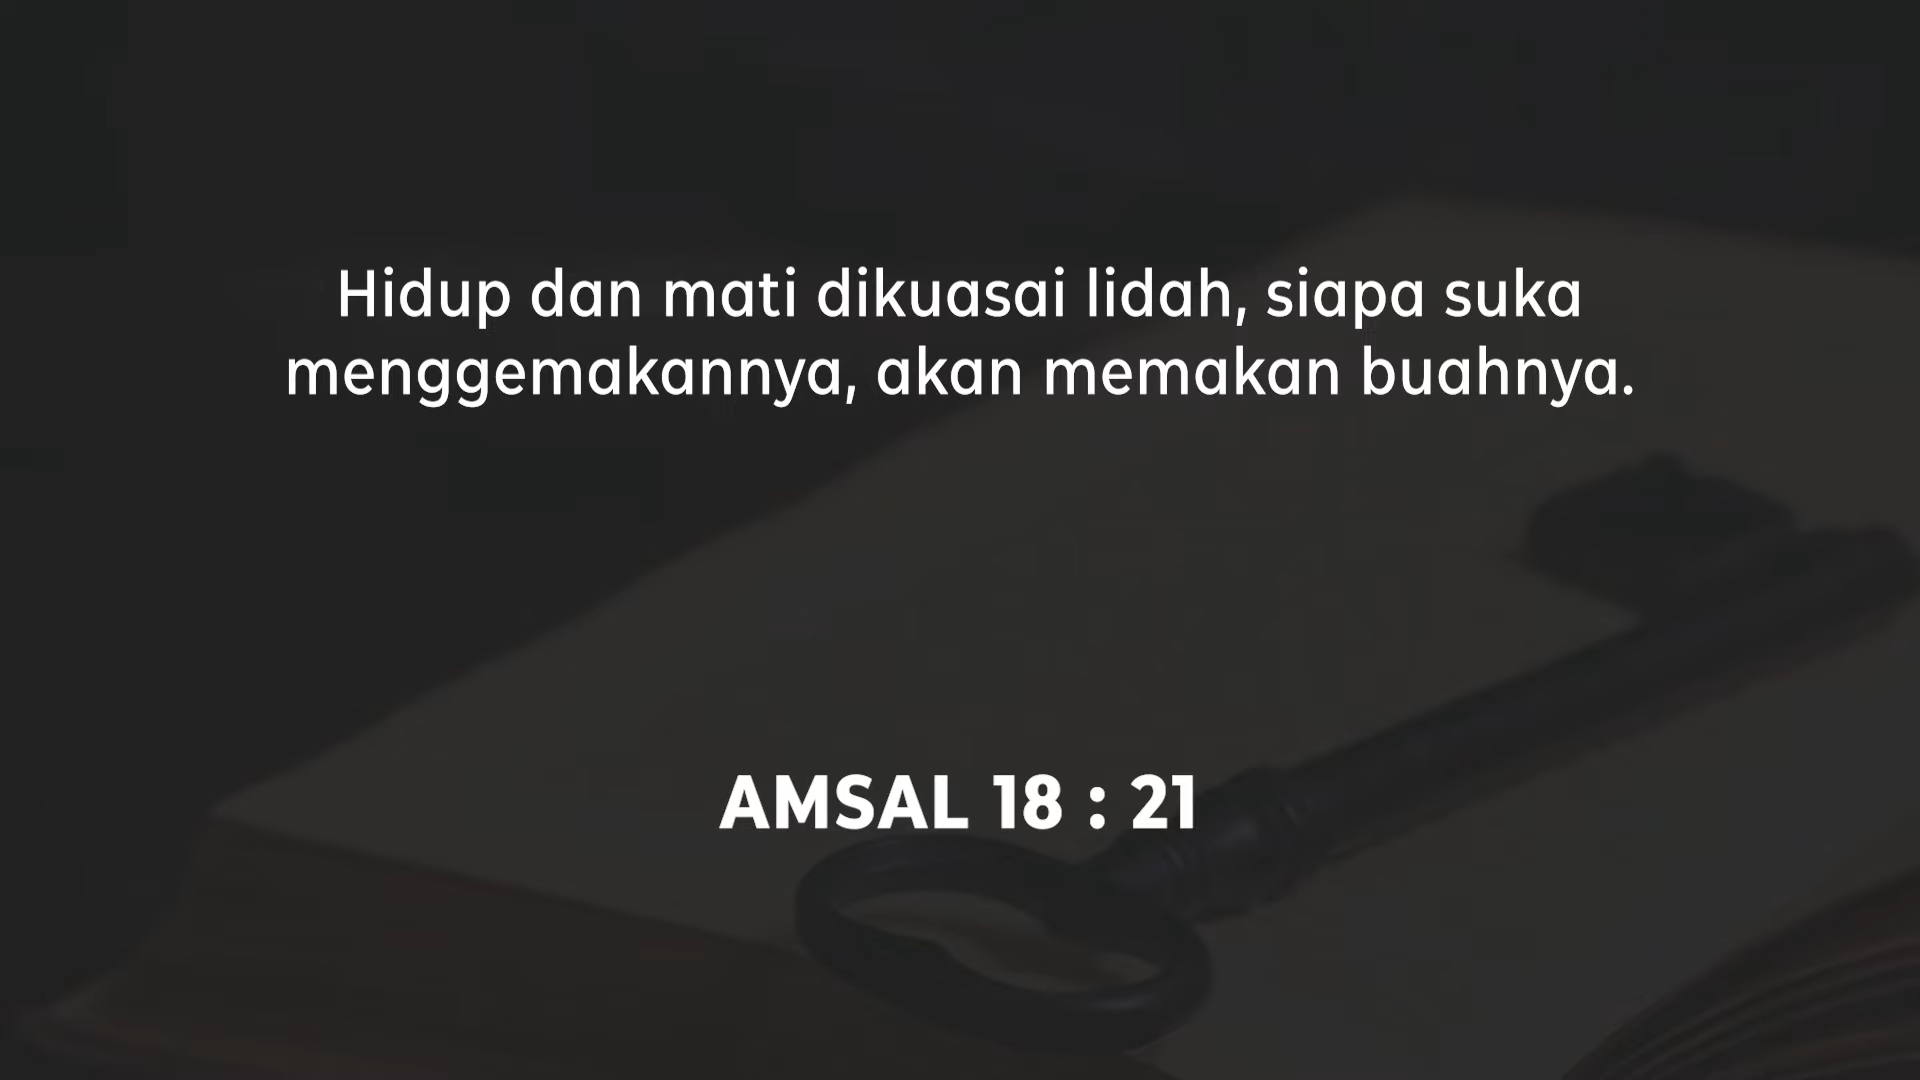 Hidup dan mati dikuasai lidah, siapa suka
menggemakannya, akan memakan buahnya.
AMSAL 18 : 21